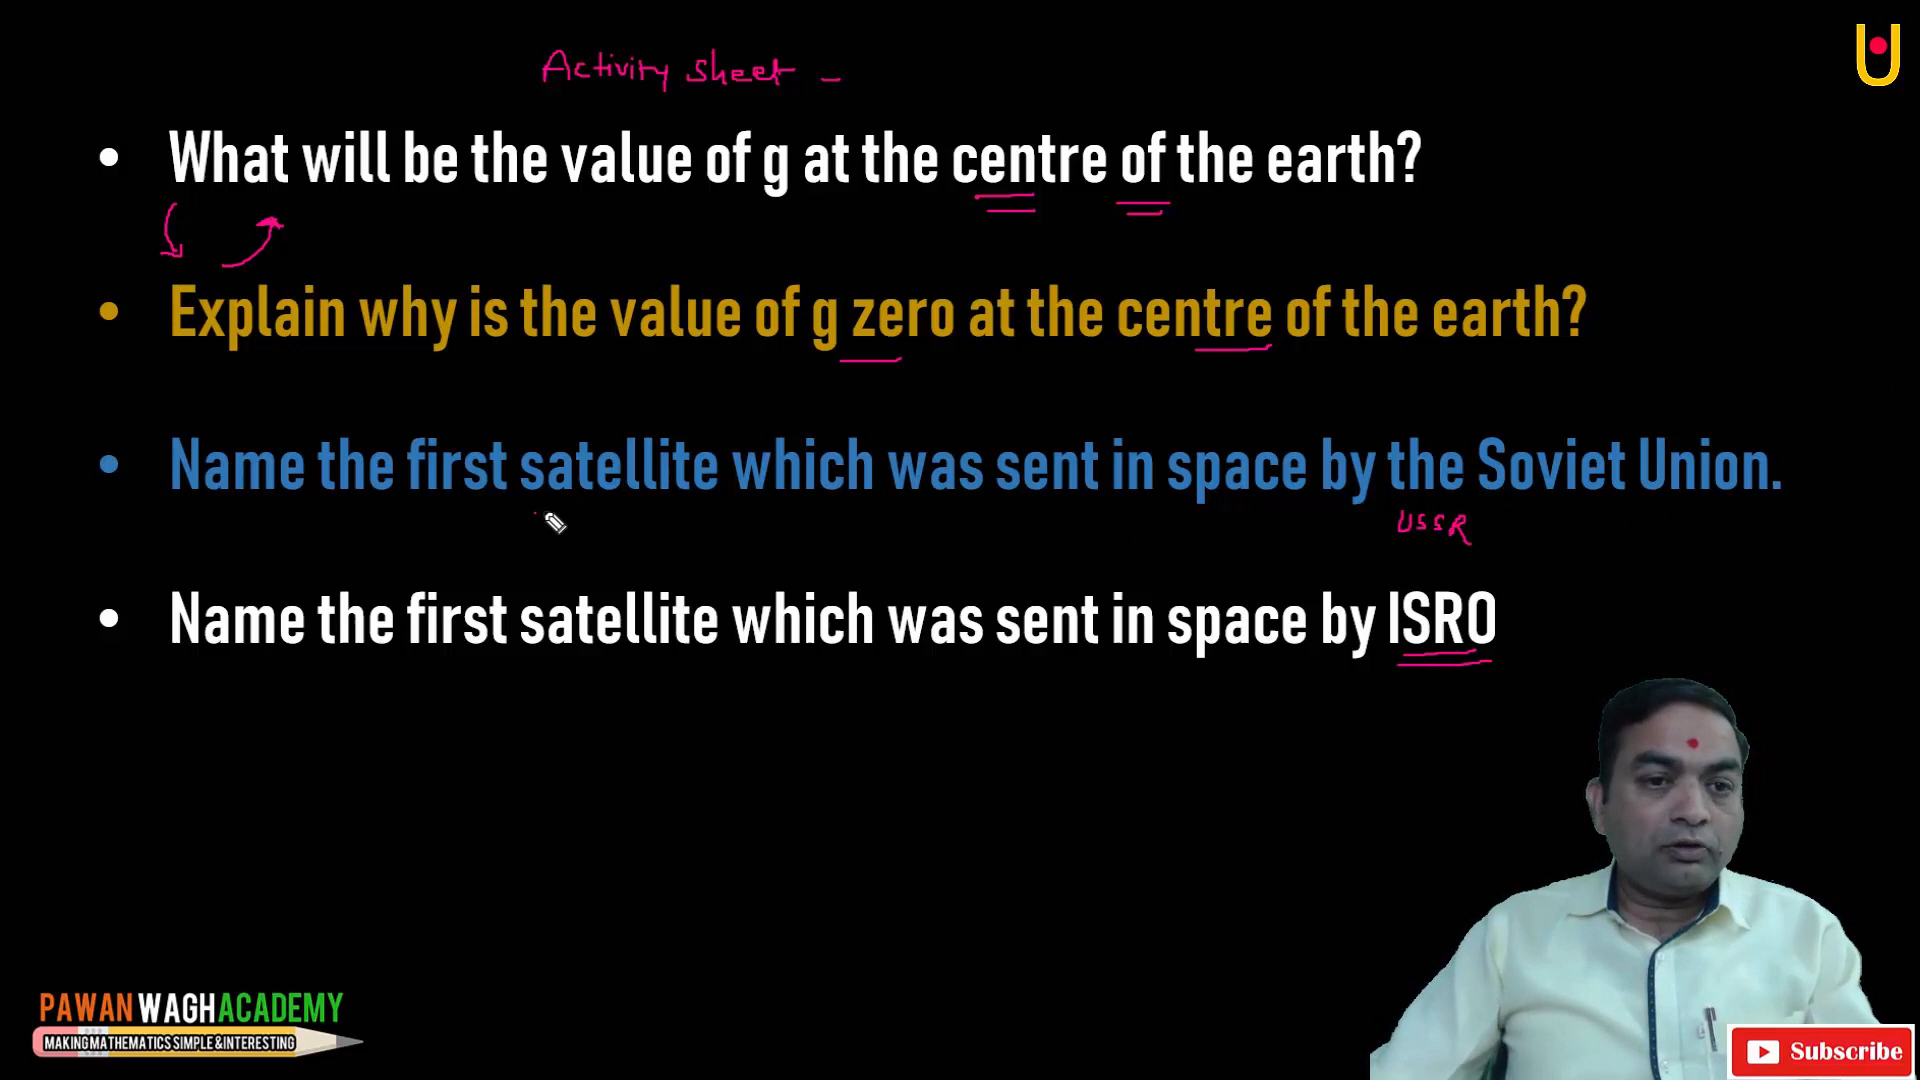 Activity sheet -
• What will be the value of g at the centre of the earth?
• Explain why is the value of g zero at the centre of the earth?
• Name the first satellite which was sent in space by the Soviet Union.
USSR
• Name the first satellite which was sent in space by ISRO
PAWAN WAGH ACADEMY
MAKING MATHEMATICS SIMPLE & INTERESTING
Subscribe